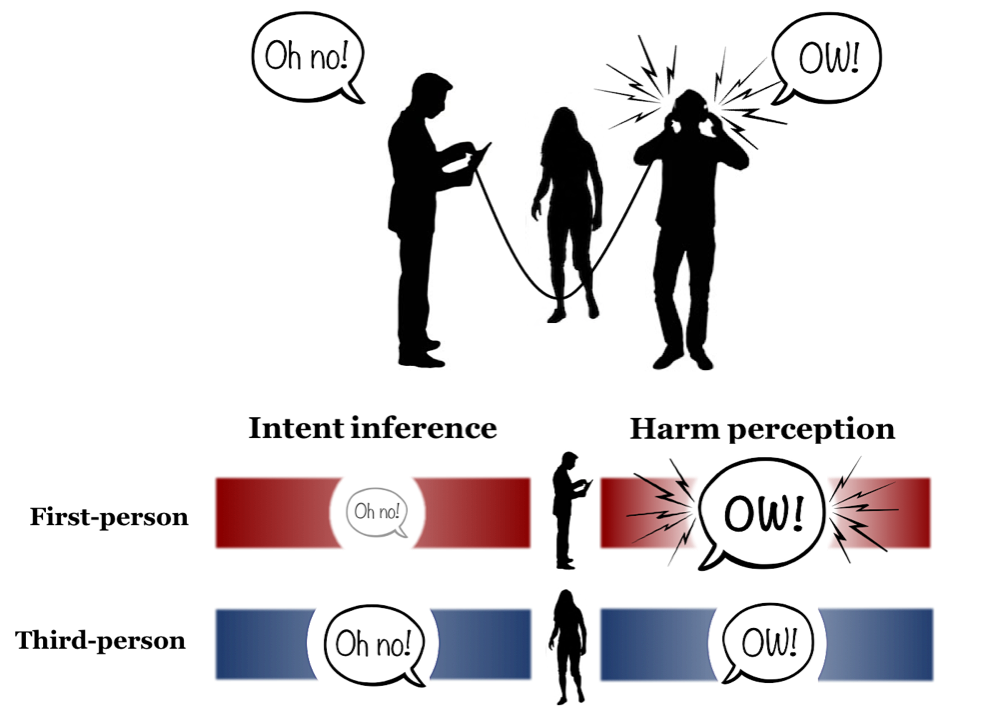 Oh no!
OW!
Intent inference
Harm perception
First-person
Oh no!
OW!
Third-person
Oh no!
OW!